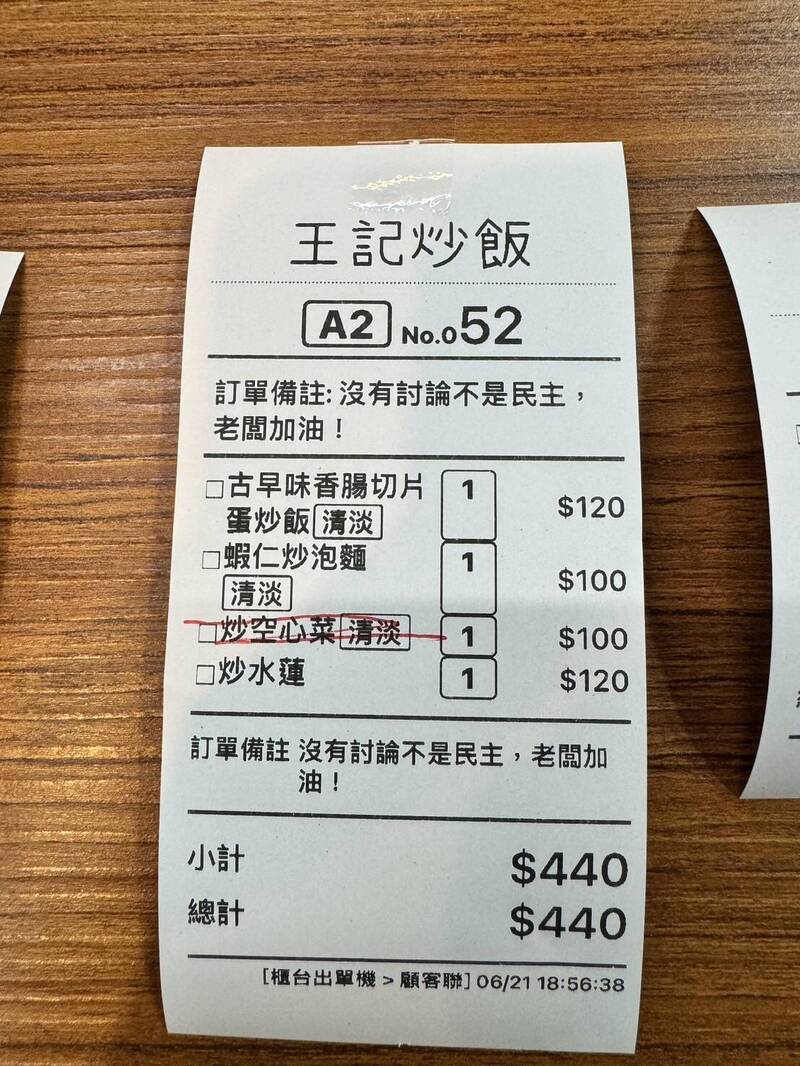 王記炒飯
A2 No.052
訂單備註: 沒有討論不是民主，
老闆加油！
□古早味香腸切片 1 $120
蛋炒飯 清淡
□蝦仁炒泡麵 1 $100
清淡
□炒空心菜 清淡 1 $100
□炒水蓮 1 $120
訂單備註 沒有討論不是民主，老闆加
油！
小計 $440
總計 $440
[櫃台出單機 > 顧客聯] 06/21 18:56:38